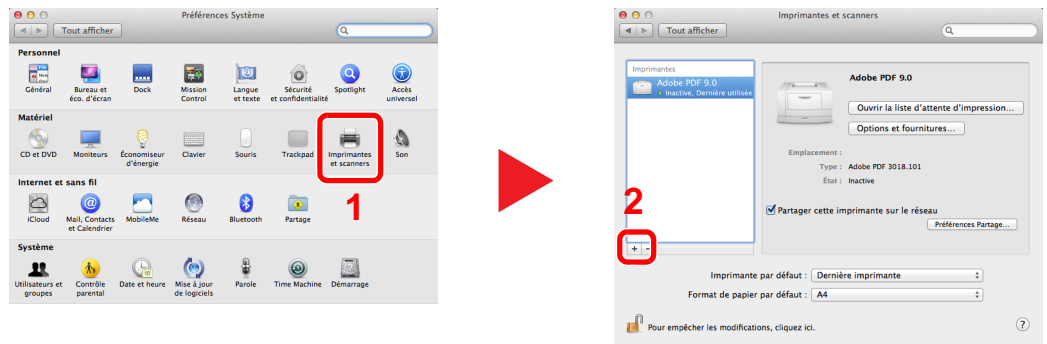 Préférences Système
Tout afficher
Personnel
Général
Bureau et
éco. d'écran
Dock
Mission
Control
Langue
et texte
Sécurité
et confidentialité
Spotlight
Accès
universel
Matériel
CD et DVD
Moniteurs
Économiseur
d'énergie
Clavier
Souris
Trackpad
Imprimantes
et scanners
Son
1
Internet et sans fil
iCloud
Mail, Contacts
et Calendrier
MobileMe
Réseau
Bluetooth
Partage
Système
Utilisateurs et
groupes
Contrôle
parental
Date et heure
Mise à jour
de logiciels
Parole
Time Machine
Démarrage
Imprimantes et scanners
Tout afficher
Imprimantes
Adobe PDF 9.0
Inactive, Dernière utilisée
2
+ -
Adobe PDF 9.0
Ouvrir la liste d'attente d'impression...
Options et fournitures...
Emplacement :
Type : Adobe PDF 3018.101
État : Inactive
Partager cette imprimante sur le réseau
Préférences Partage...
Imprimante par défaut : Dernière imprimante
Format de papier par défaut : A4
Pour empêcher les modifications, cliquez ici.
?